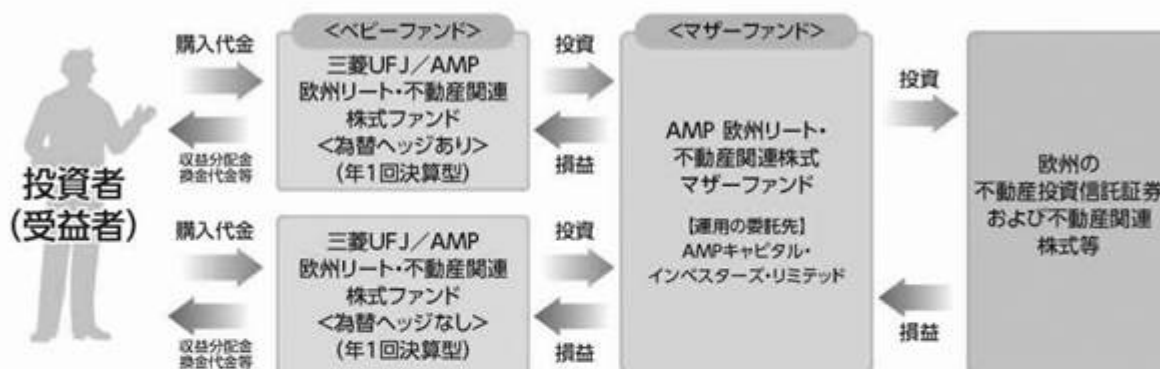 投資者
(受益者)
購入代金
収益分配金
換金代金等
<ベビーファンド>
三菱UFJ/AMP
欧州リート・不動産関連
株式ファンド
<為替ヘッジあり>
(年1回決算型)
投資
損益
購入代金
収益分配金
換金代金等
三菱UFJ/AMP
欧州リート・不動産関連
株式ファンド
<為替ヘッジなし>
(年1回決算型)
投資
損益
<マザーファンド>
AMP 欧州リート・
不動産関連株式
マザーファンド
【運用の委託先】
AMPキャピタル・
インベスターズ・リミテッド
投資
損益
欧州の
不動産投資信託証券
および不動産関連
株式等